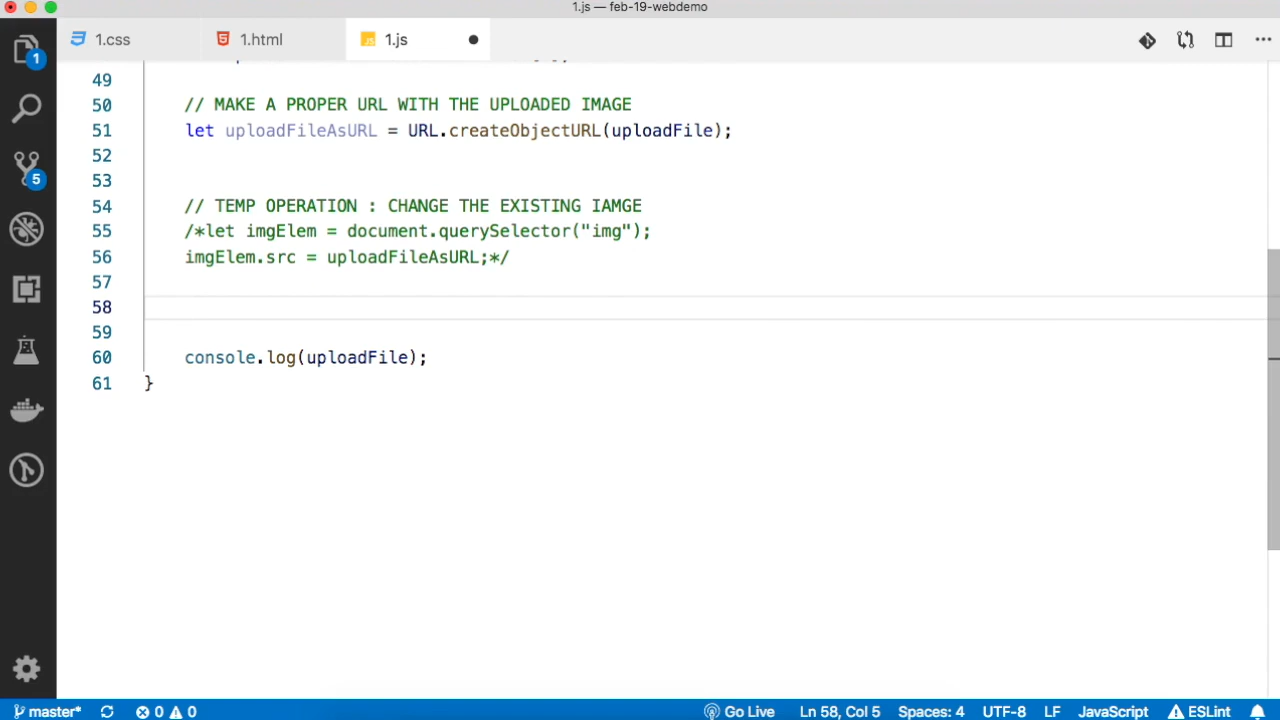 1.js — feb-19-webdemo
1.css
1.html
1.js
1
5
49
50 // MAKE A PROPER URL WITH THE UPLOADED IMAGE
51 let uploadFileAsURL = URL.createObjectURL(uploadFile);
52
53
54 // TEMP OPERATION : CHANGE THE EXISTING IAMGE
55 /*let imgElem = document.querySelector("img");
56 imgElem.src = uploadFileAsURL;*/
57
58
59
60 console.log(uploadFile);
61 }
master* 0 0 Go Live Ln 58, Col 5 Spaces: 4 UTF-8 LF JavaScript ESLint